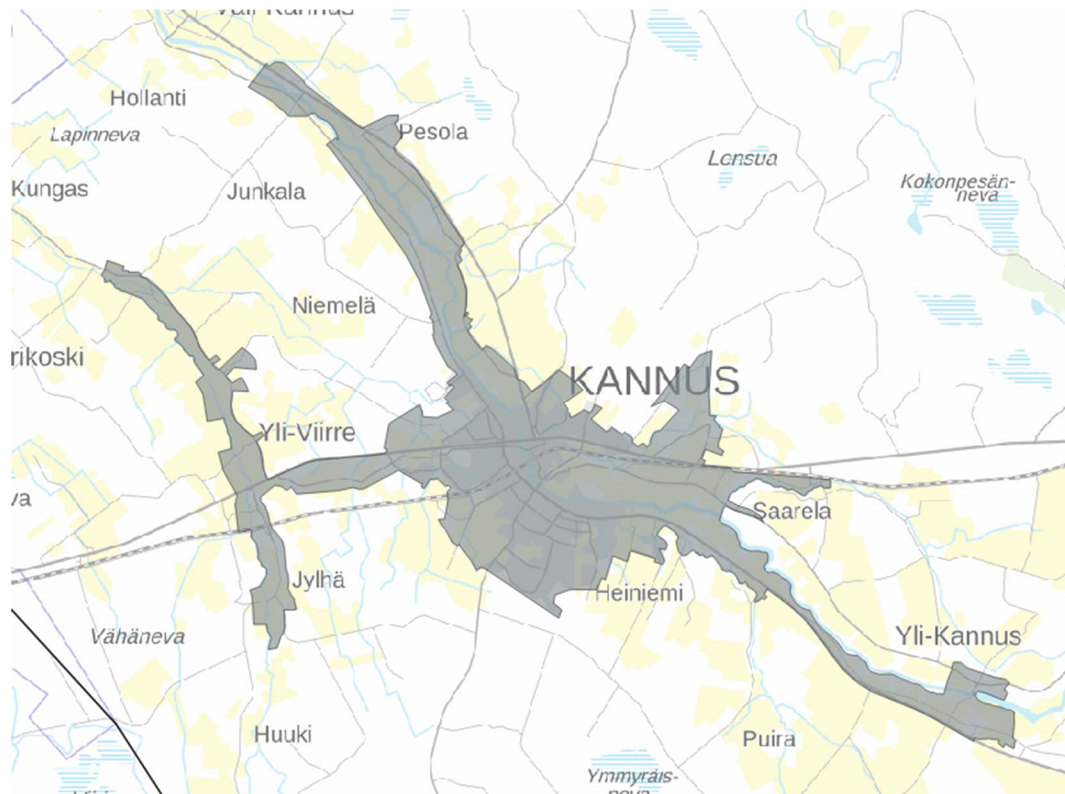 Hollanti
Pesola
Lapinneva
Lensua
Kungas
Junkala
Kokonpesän-
neva
Niemelä
rikoski
KANNUS
Yli-Viirre
va
Saarela
Jylhä
Heiniemi
Vähäneva
Yli-Kannus
Huuki
Puira
Ymmyräis-
neva